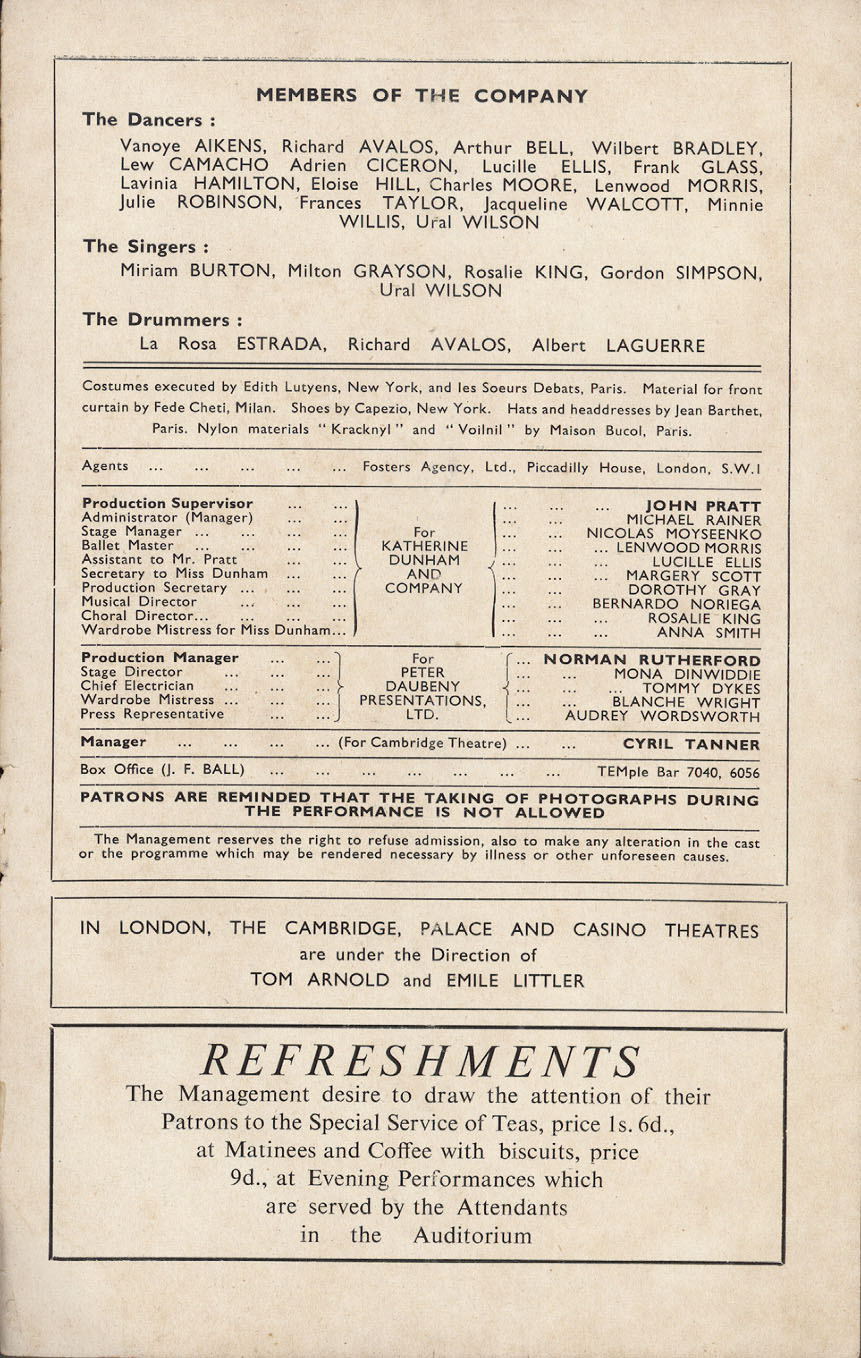 MEMBERS OF THE COMPANY
The Dancers :
Vanoye AIKENS, Richard AVALOS, Arthur BELL, Wilbert BRADLEY,
Lew CAMACHO Adrien CICERON, Lucille ELLIS, Frank GLASS,
Lavinia HAMILTON, Eloise HILL, Charles MOORE, Lenwood MORRIS,
Julie ROBINSON, Frances TAYLOR, Jacqueline WALCOTT, Minnie
WILLIS, Ural WILSON
The Singers :
Miriam BURTON, Milton GRAYSON, Rosalie KING, Gordon SIMPSON,
Ural WILSON
The Drummers :
La Rosa ESTRADA, Richard AVALOS, Albert LAGUERRE
Costumes executed by Edith Lutyens, New York, and les Soeurs Debats, Paris. Material for front
curtain by Fede Cheti, Milan. Shoes by Capezio, New York. Hats and headdresses by Jean Barthet,
Paris. Nylon materials " Kracknyl " and " Voilnil " by Maison Bucol, Paris.
Agents ... ... ... ... ... Fosters Agency, Ltd., Piccadilly House, London, S.W.1
Production Supervisor ... ... ... ... ... JOHN PRATT
Administrator (Manager) ... ... ... ... MICHAEL RAINER
Stage Manager ... ... ... ... For ... ... NICOLAS MOYSEENKO
Ballet Master ... ... ... ... KATHERINE ... ... ... LENWOOD MORRIS
Assistant to Mr. Pratt ... ... DUNHAM ... ... ... LUCILLE ELLIS
Secretary to Miss Dunham ... ... AND ... ... ... MARGERY SCOTT
Production Secretary ... ... ... COMPANY ... ... ... DOROTHY GRAY
Musical Director ... ... ... ... ... BERNARDO NORIEGA
Choral Director... ... ... ... ... ... ... ROSALIE KING
Wardrobe Mistress for Miss Dunham... ... ... ... ANNA SMITH
Production Manager ... ... For ... NORMAN RUTHERFORD
Stage Director ... ... ... PETER ... ... MONA DINWIDDIE
Chief Electrician ... ... ... DAUBENY ... ... ... TOMMY DYKES
Wardrobe Mistress ... ... ... PRESENTATIONS, ... ... BLANCHE WRIGHT
Press Representative ... ... LTD. ... AUDREY WORDSWORTH
Manager ... ... ... ... (For Cambridge Theatre) ... ... CYRIL TANNER
Box Office (J. F. BALL) ... ... ... ... ... ... ... TEMple Bar 7040, 6056
PATRONS ARE REMINDED THAT THE TAKING OF PHOTOGRAPHS DURING
THE PERFORMANCE IS NOT ALLOWED
The Management reserves the right to refuse admission, also to make any alteration in the cast
or the programme which may be rendered necessary by illness or other unforeseen causes.
IN LONDON, THE CAMBRIDGE, PALACE AND CASINO THEATRES
are under the Direction of
TOM ARNOLD and EMILE LITTLER
REFRESHMENTS
The Management desire to draw the attention of their
Patrons to the Special Service of Teas, price 1s. 6d.,
at Matinees and Coffee with biscuits, price
9d., at Evening Performances which
are served by the Attendants
in the Auditorium